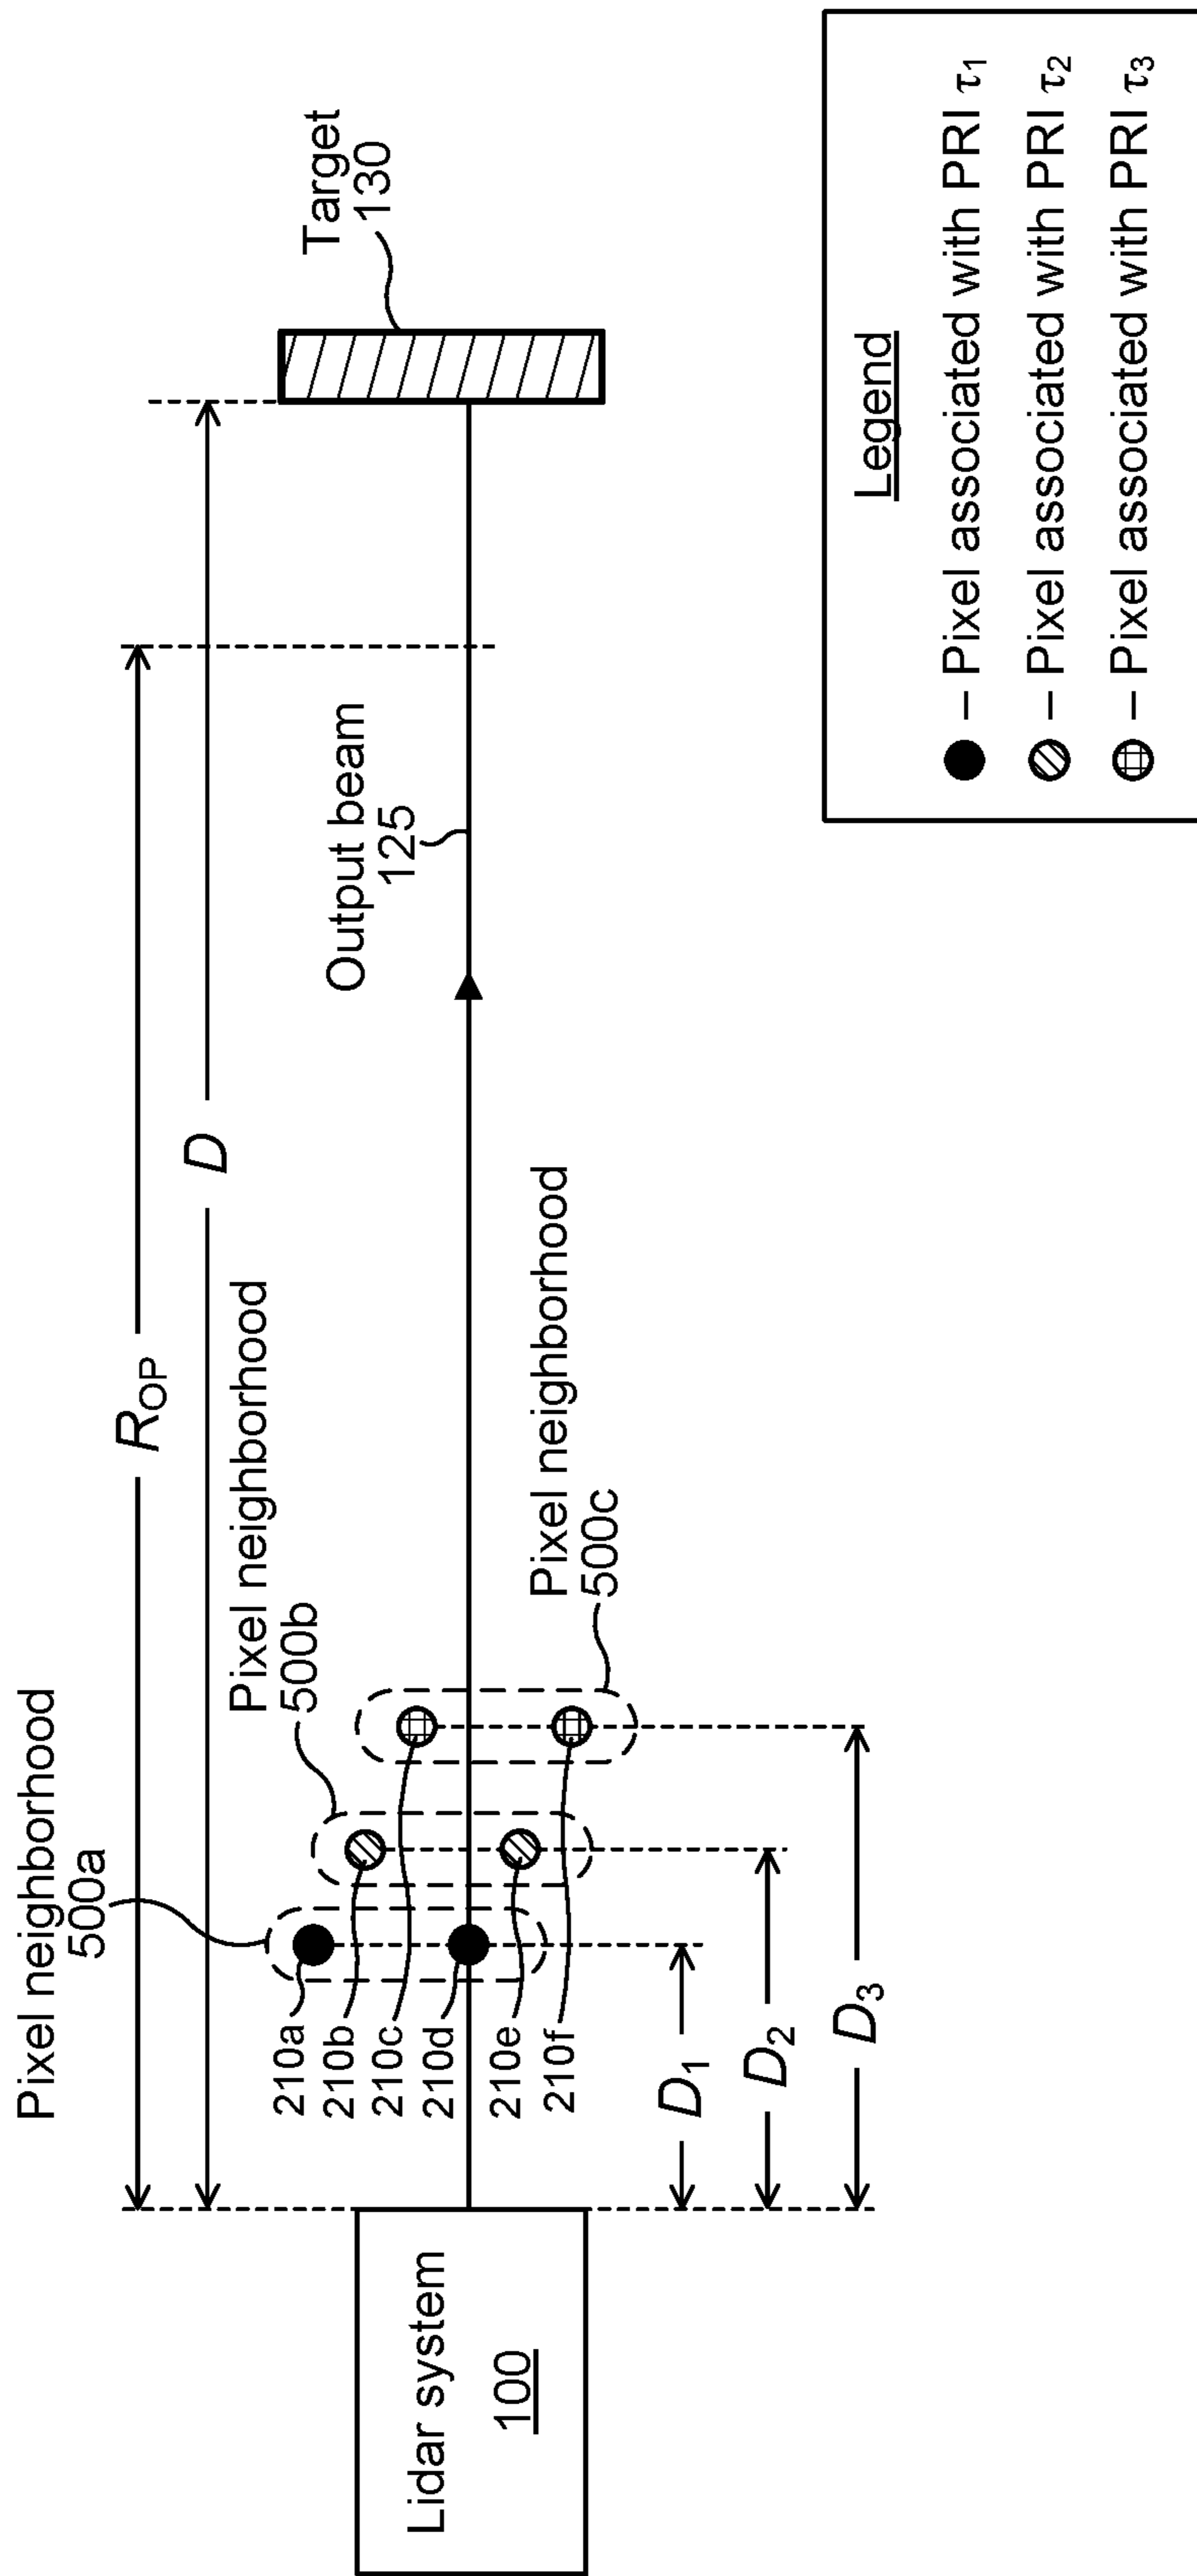 Pixel neighborhood
500a
R_OP
D
Pixel neighborhood
500b
Target
130
Output beam
125
Pixel neighborhood
500c
210a
210b
210c
210d
210e
210f
Lidar system
100
D₁
D₂
D₃
Legend
– Pixel associated with PRI τ₁
– Pixel associated with PRI τ₂
– Pixel associated with PRI τ₃